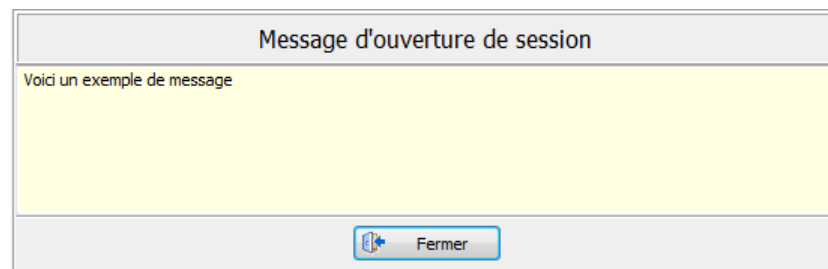 Message d'ouverture de session
Voici un exemple de message
Fermer